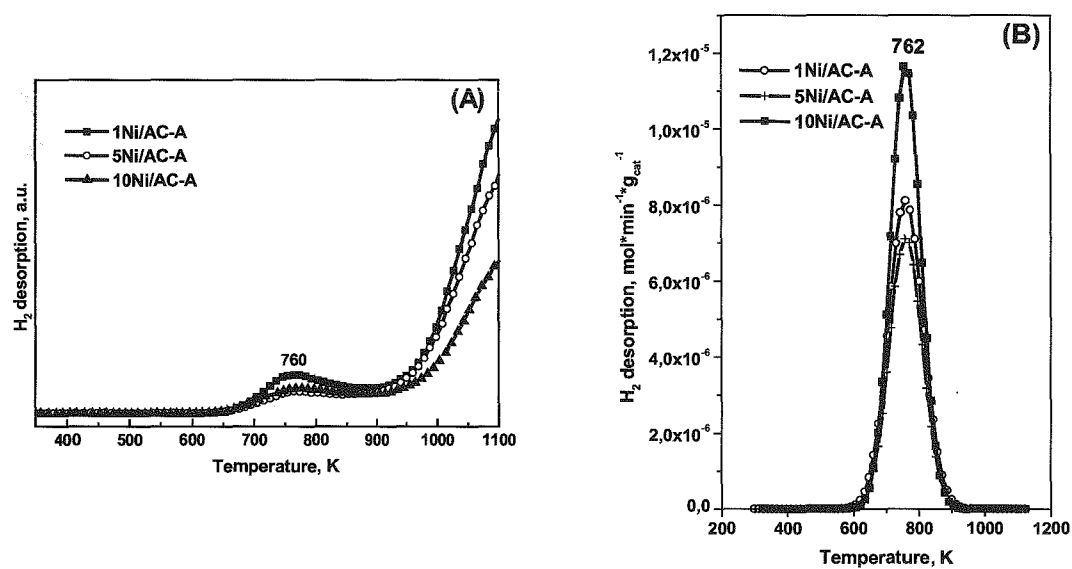 (A)
1Ni/AC-A
5Ni/AC-A
10Ni/AC-A
H2 desorption, a.u.
760
400 500 600 700 800 900 1000 1100
Temperature, K
(B)
762
1Ni/AC-A
5Ni/AC-A
10Ni/AC-A
H2 desorption, mol*min-1*gcat-1
1,2x10-5
1,0x10-5
8,0x10-6
6,0x10-6
4,0x10-6
2,0x10-6
0,0
200 400 600 800 1000 1200
Temperature, K